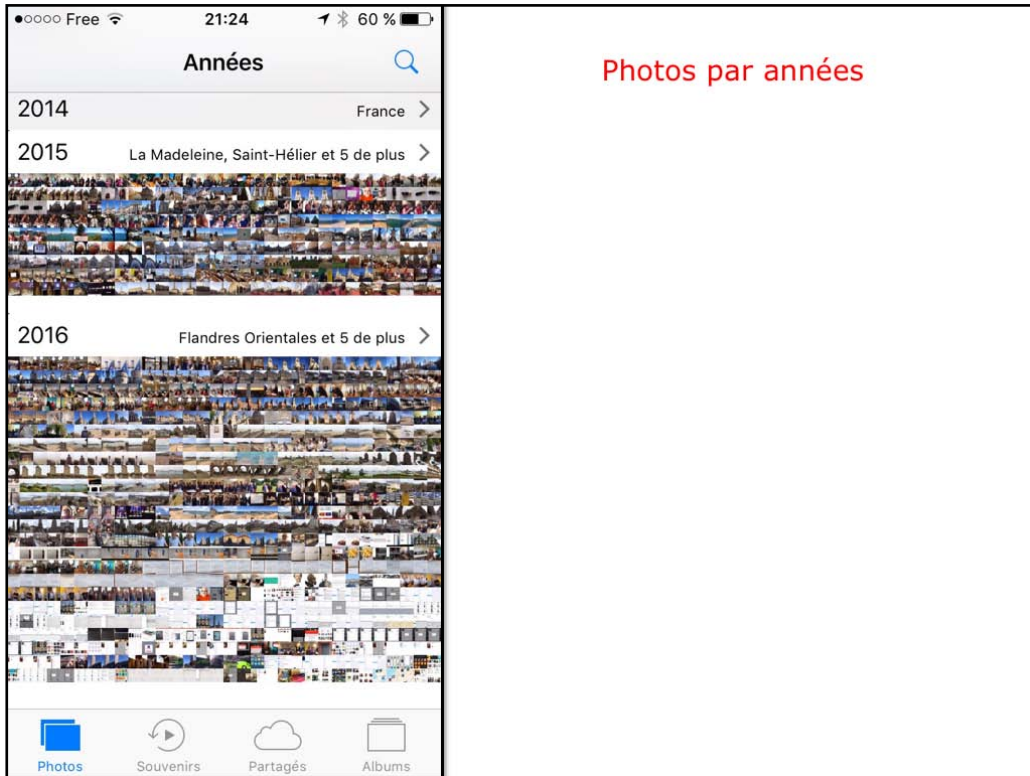 Free 21:24 60 %
Années
2014 France
2015 La Madeleine, Saint-Hélier et 5 de plus
2016 Flandres Orientales et 5 de plus
Photos Souvenirs Partagés Albums
Photos par années